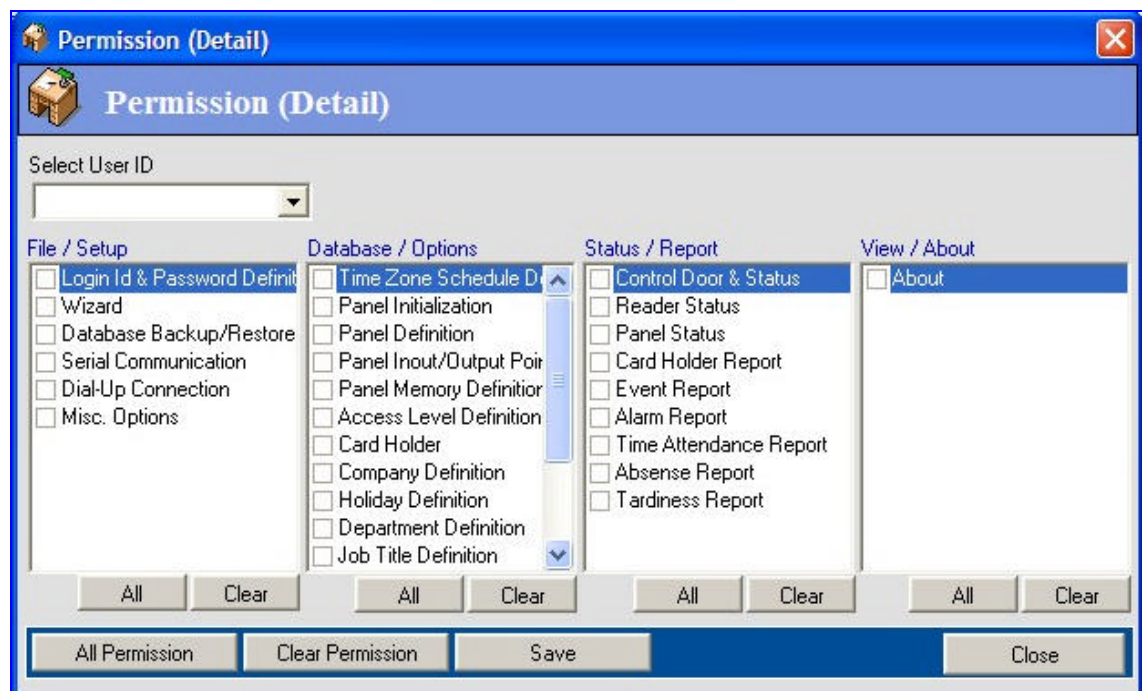 Permission (Detail)
Permission (Detail)
Select User ID
File / Setup
Login Id & Password Definit
Wizard
Database Backup/Restore
Serial Communication
Dial-Up Connection
Misc. Options
All Clear
Database / Options
Time Zone Schedule De
Panel Initialization
Panel Definition
Panel Inout/Output Poir
Panel Memory Definition
Access Level Definition
Card Holder
Company Definition
Holiday Definition
Department Definition
Job Title Definition
All Clear
Status / Report
Control Door & Status
Reader Status
Panel Status
Card Holder Report
Event Report
Alarm Report
Time Attendance Report
Absense Report
Tardiness Report
All Clear
View / About
About
All Clear
All Permission Clear Permission Save Close